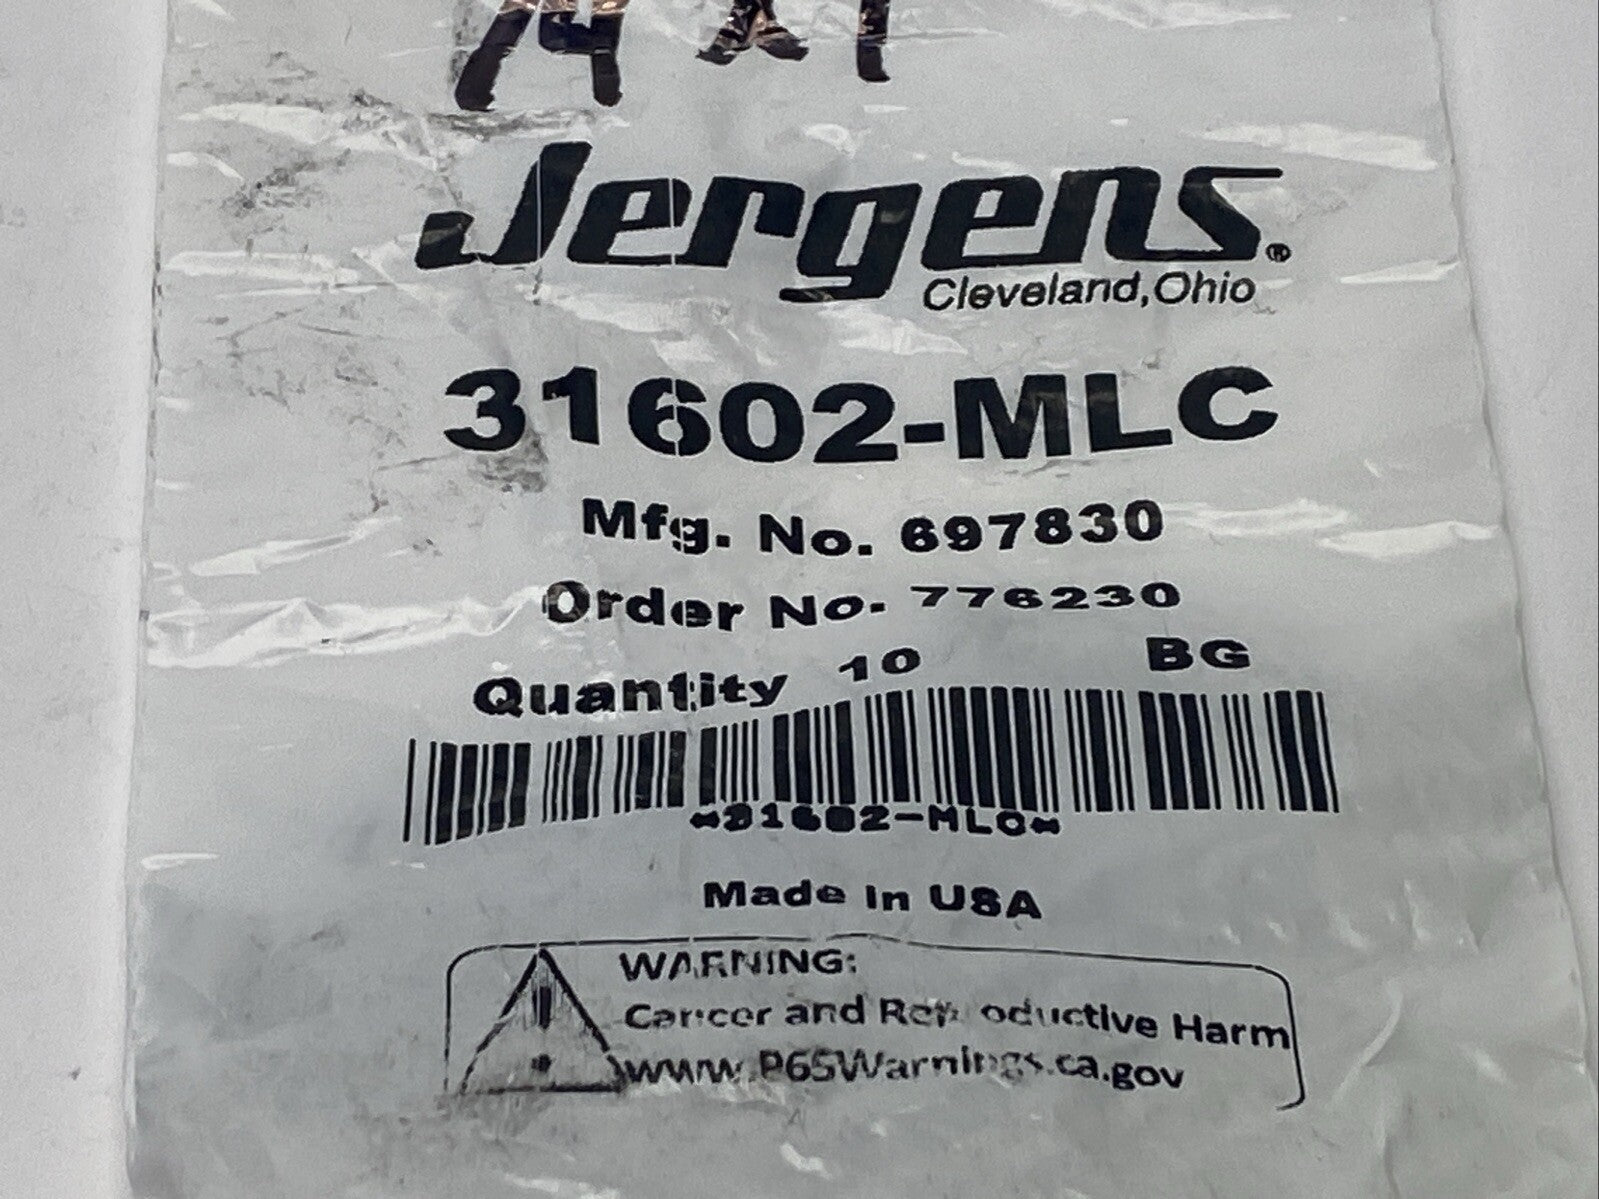 Jergens®
Cleveland, Ohio
31602-MLC
Mfg. No. 697830
Order No. 776230
Quantity 10 BG
*31602-MLC*
Made In USA
WARNING:
Cancer and Reproductive Harm
www.P65Warnings.ca.gov